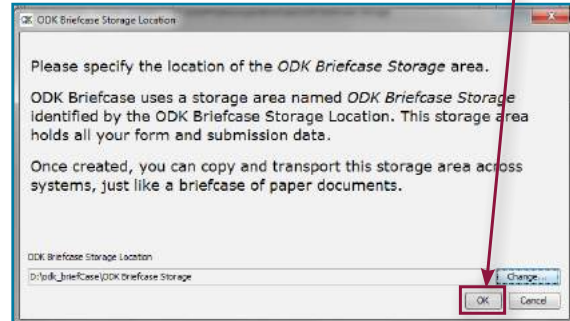 ODK Briefcase Storage Location
Please specify the location of the ODK Briefcase Storage area.
ODK Briefcase uses a storage area named ODK Briefcase Storage
identified by the ODK Briefcase Storage Location. This storage area
holds all your form and submission data.
Once created, you can copy and transport this storage area across
systems, just like a briefcase of paper documents.
ODK Briefcase Storage Location
D:\odk_briefCase\ODK Briefcase Storage
Change...
OK
Cancel